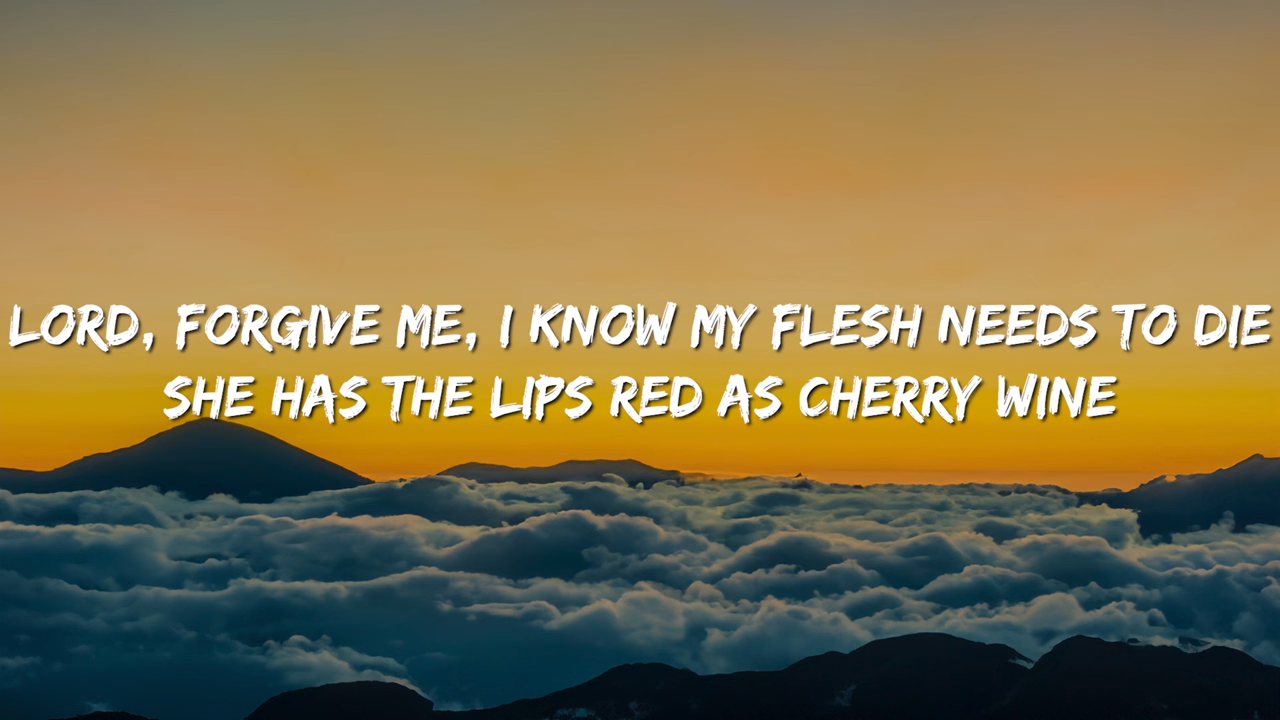 LORD, FORGIVE ME, I KNOW MY FLESH NEEDS TO DIE
SHE HAS THE LIPS RED AS CHERRY WINE